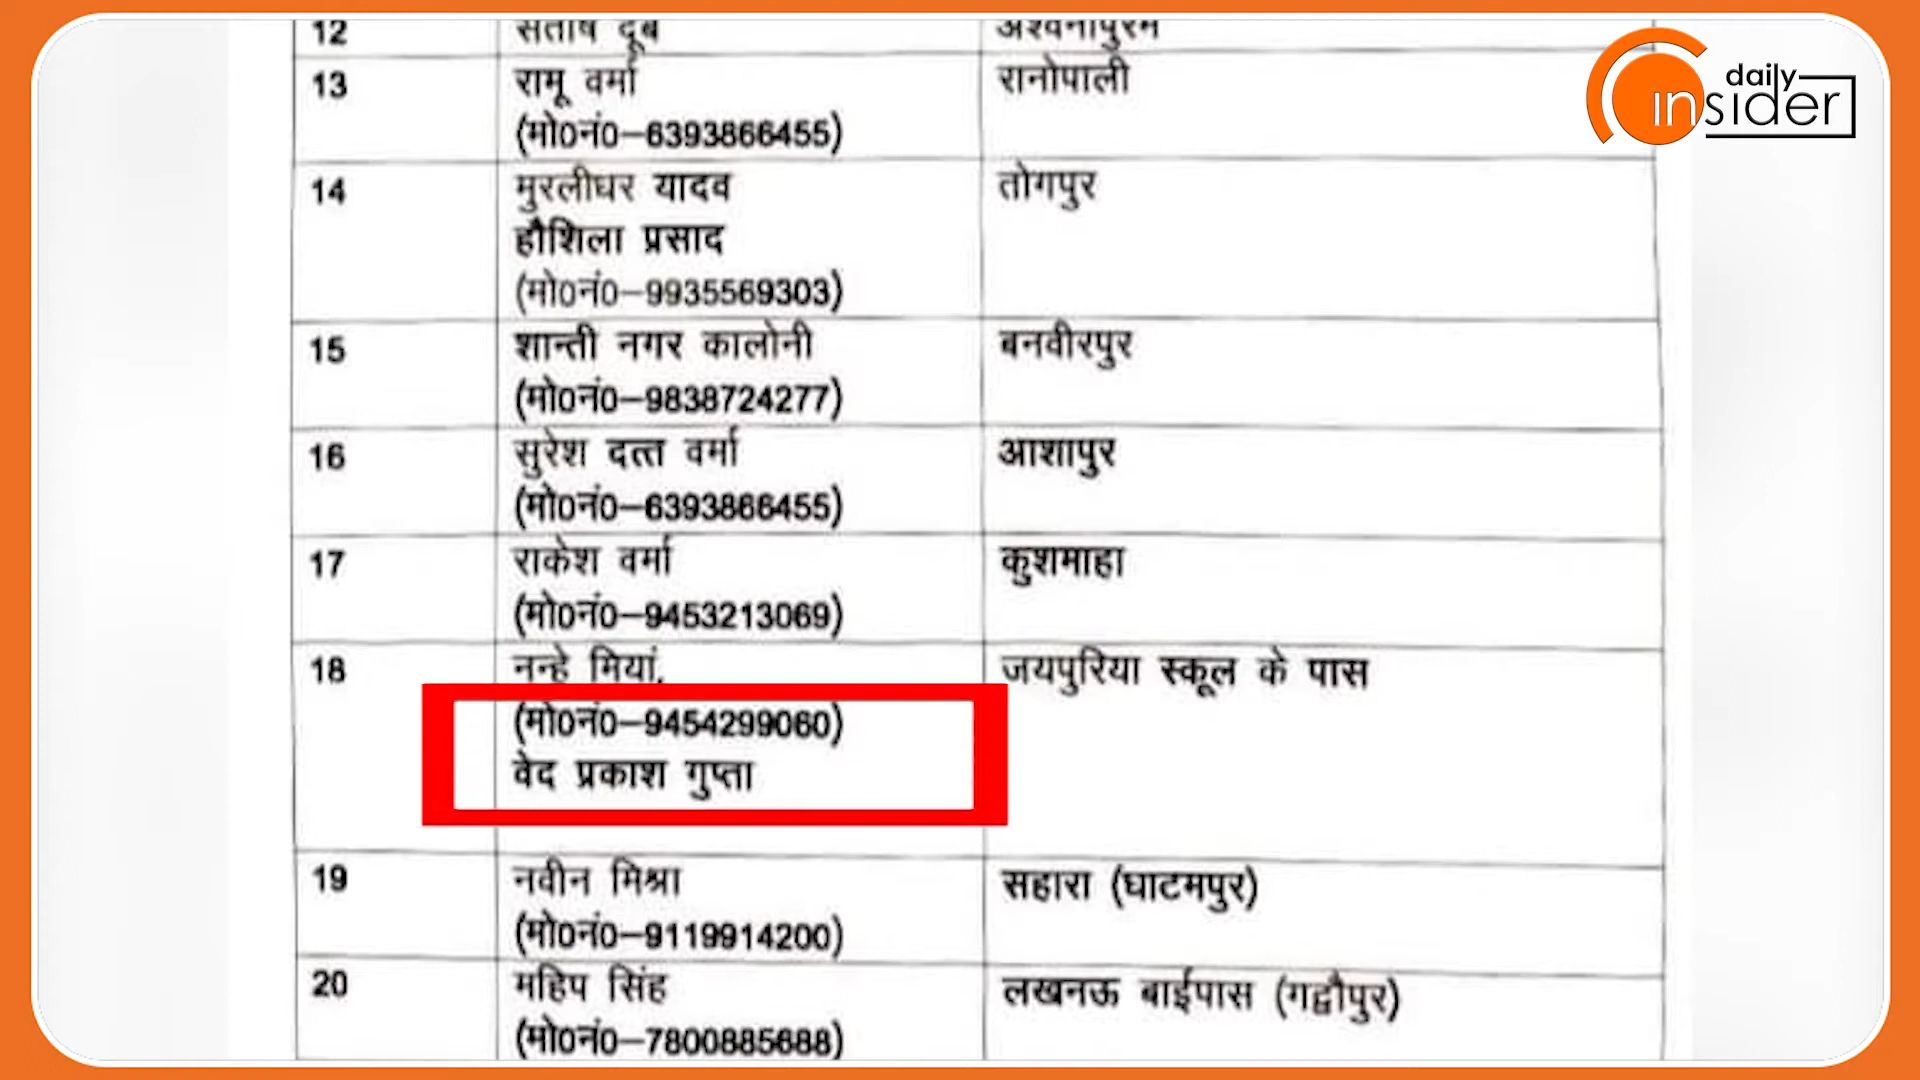 daily
insider
12 सतीष दूबे अश्वनीपुरम
13 रामू वर्मा रानोपाली
(मो0नं0–6393866455)
14 मुरलीधर यादव तोगपुर
हौशिला प्रसाद
(मो0नं0–9935569303)
15 शान्ती नगर कालोनी बनवीरपुर
(मो0नं0–9838724277)
16 सुरेश दत्त वर्मा आशापुर
(मो0नं0–6393866455)
17 राकेश वर्मा कुशमाहा
(मो0नं0–9453213069)
18 नन्हे मियां, जयपुरिया स्कूल के पास
(मो0नं0–9454299060)
वेद प्रकाश गुप्ता
19 नवीन मिश्रा सहारा (घाटमपुर)
(मो0नं0–9119914200)
20 महिप सिंह लखनऊ बाईपास (गद्दौपुर)
(मो0नं0–7800885688)